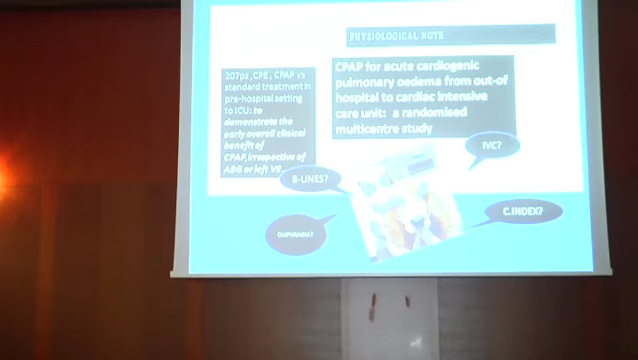 PHYSIOLOGICAL NOTE
207pz ,CPE , CPAP vs
standard treatment in
pre-hospital setting
to ICU: to
demonstrate the
early overall clinical
benefit of
CPAP,irrespective of
ABG or left VE
CPAP for acute cardiogenic
pulmonary oedema from out-of
hospital to cardiac intensive
care unit: a randomised
multicentre study
IVC?
B-LINES?
C.INDEX?
DIAPHRAGM?